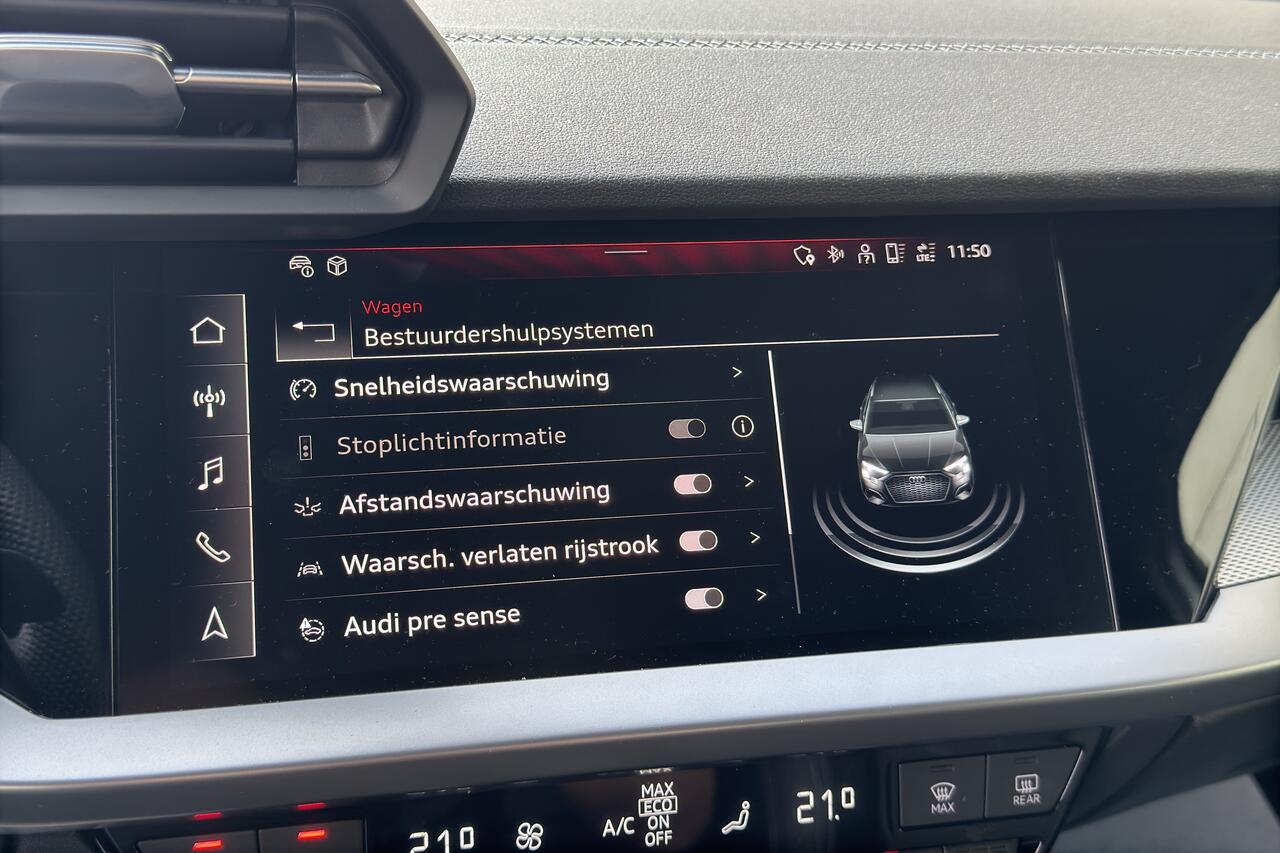 LTE 11:50
Wagen
Bestuurdershulpsystemen
Snelheidswaarschuwing
Stoplichtinformatie
Afstandswaarschuwing
Waarsch. verlaten rijstrook
Audi pre sense
MAX
21.0 A/C ECO 21.0 MAX REAR
ON
OFF